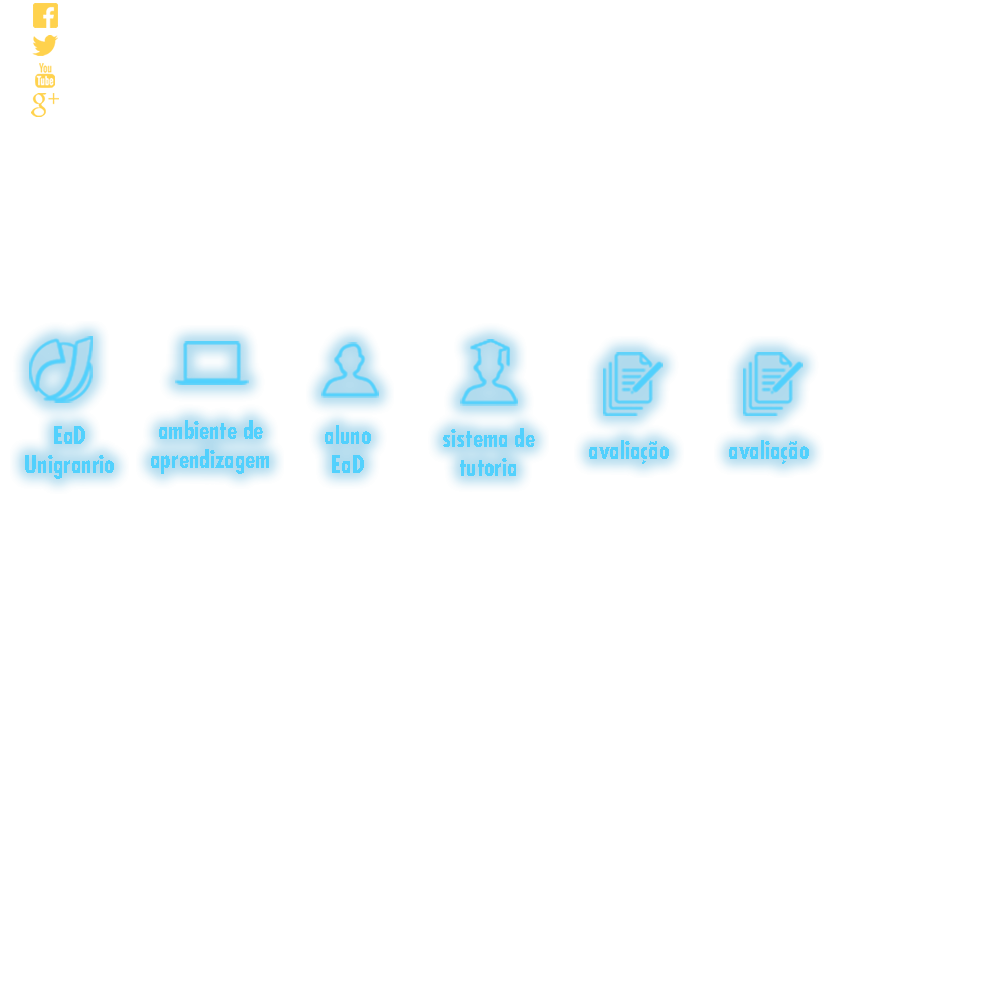 You
Tube
g+
EaD
Unigranrio
ambiente de
aprendizagem
aluno
EaD
sistema de
tutoria
avaliação
avaliação